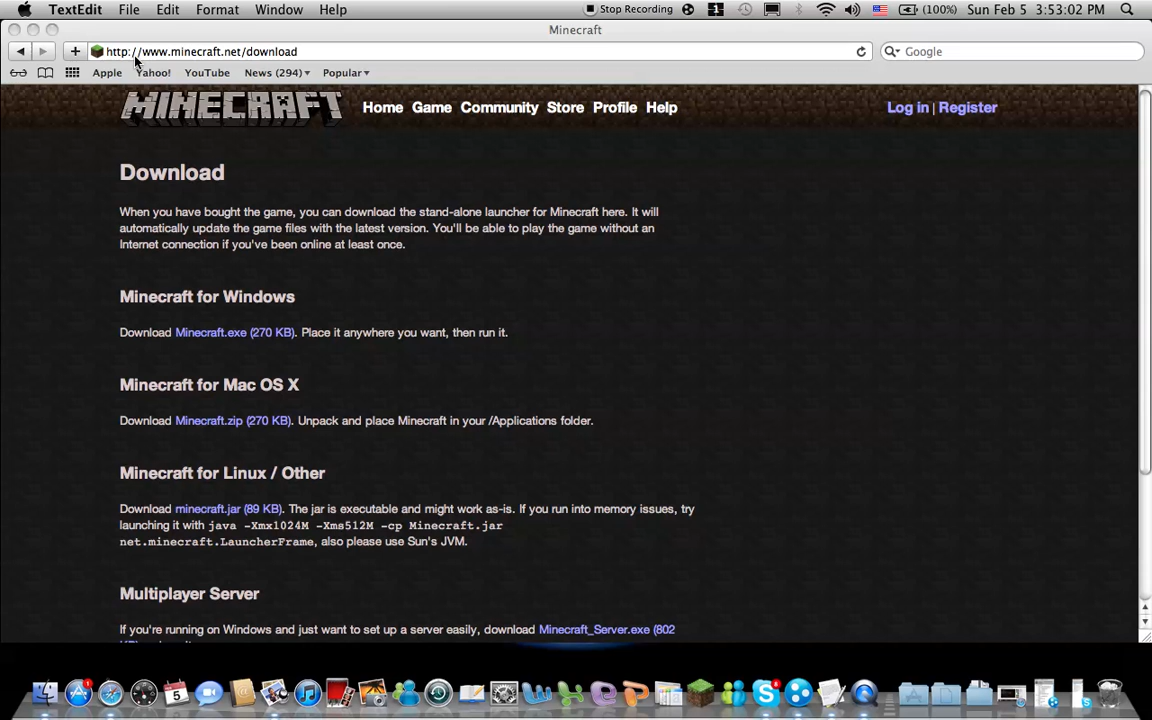 TextEdit File Edit Format Window Help Stop Recording 1 (100%) Sun Feb 5 3:53:02 PM
Minecraft
http://www.minecraft.net/download Google
Apple Yahoo! YouTube News (294) Popular
MINECRAFT Home Game Community Store Profile Help Log in | Register
Download
When you have bought the game, you can download the stand-alone launcher for Minecraft here. It will
automatically update the game files with the latest version. You'll be able to play the game without an
Internet connection if you've been online at least once.
Minecraft for Windows
Download Minecraft.exe (270 KB). Place it anywhere you want, then run it.
Minecraft for Mac OS X
Download Minecraft.zip (270 KB). Unpack and place Minecraft in your /Applications folder.
Minecraft for Linux / Other
Download minecraft.jar (89 KB). The jar is executable and might work as-is. If you run into memory issues, try
launching it with java -Xmx1024M -Xms512M -cp Minecraft.jar
net.minecraft.LauncherFrame, also please use Sun's JVM.
Multiplayer Server
If you're running on Windows and just want to set up a server easily, download Minecraft_Server.exe (802